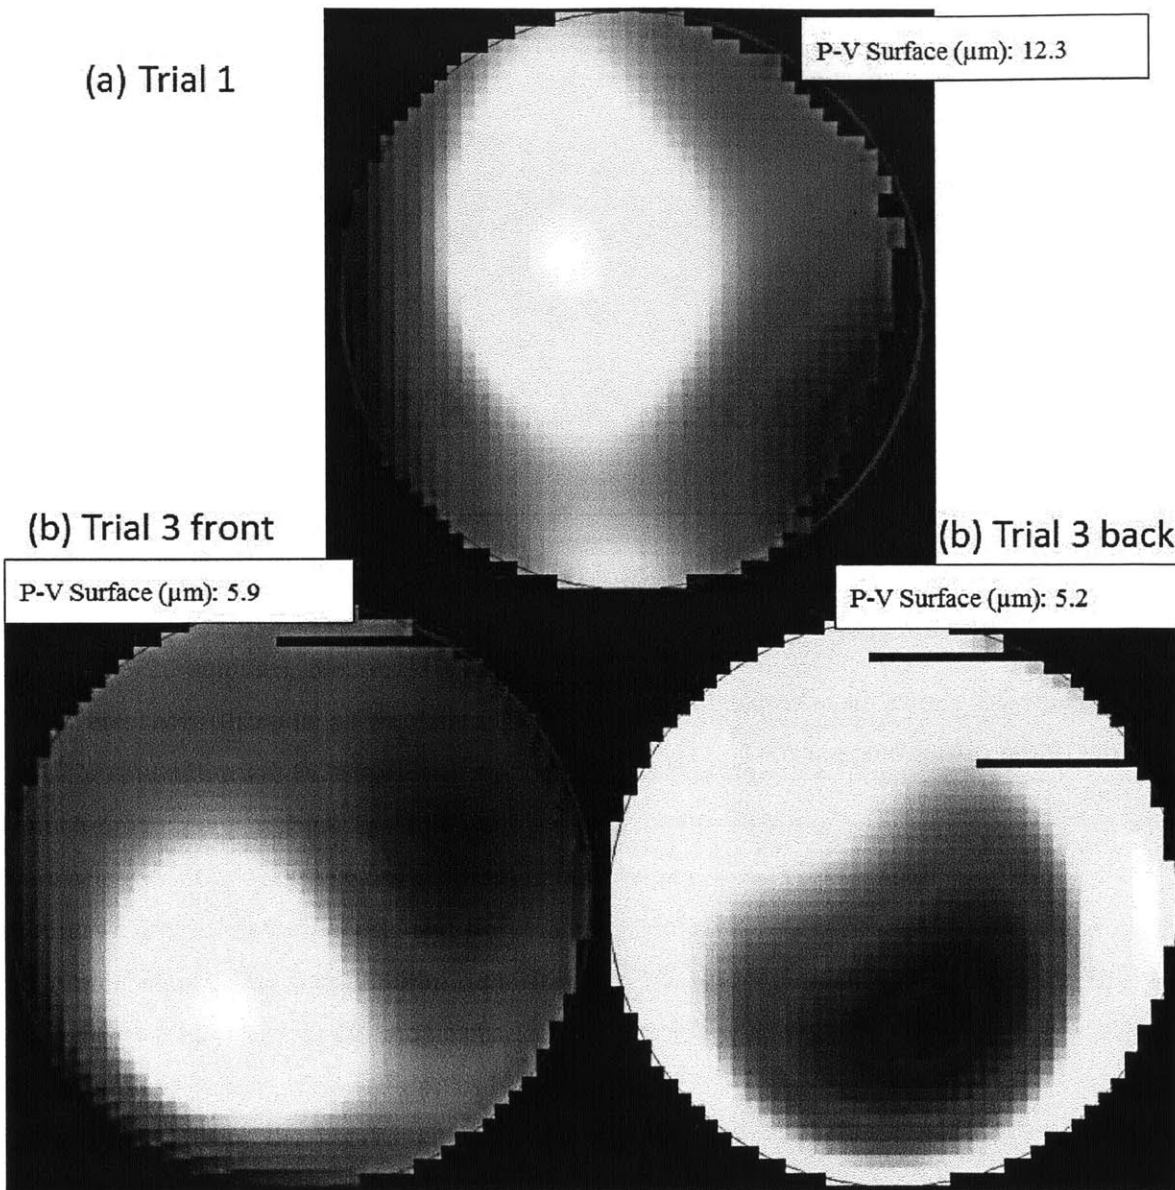 (a) Trial 1
P-V Surface (µm): 12.3
(b) Trial 3 front
P-V Surface (µm): 5.9
(b) Trial 3 back
P-V Surface (µm): 5.2